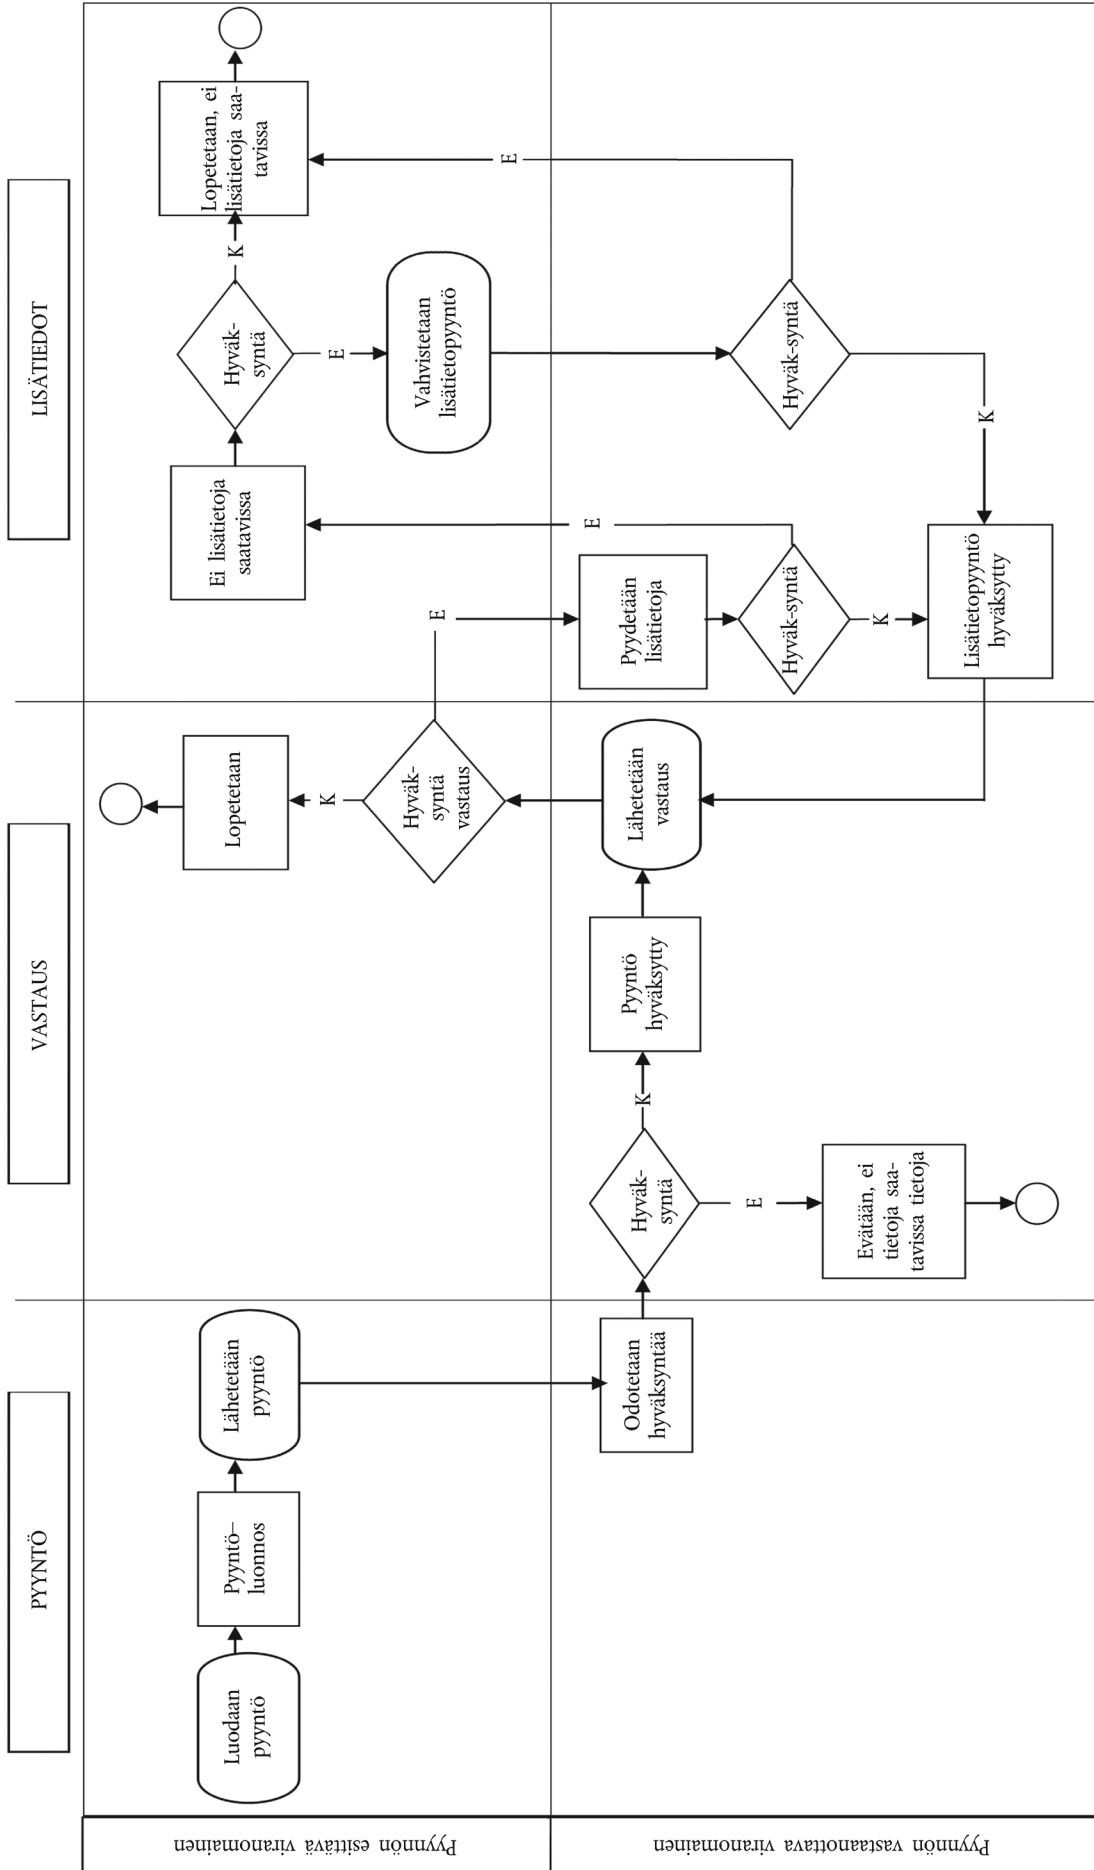 PYYNTÖ
VASTAUS
LISÄTIEDOT
Pyynnön esittävä viranomainen
Luodaan
pyyntö
Pyyntö–
luonnos
Lähetetään
pyyntö
Lopetetaan
K
Hyväk-
syntä
vastaus
E
Ei lisätietoja
saatavissa
Hyväk-
syntä
K
Lopetetaan, ei
lisätietoja saa-
tavissa
E
Vahvistetaan
lisätietopyyntö
Pyynnön vastaanottava viranomainen
Odotetaan
hyväksyntää
Hyväk-
syntä
K
Pyyntö
hyväksytty
Lähetetään
vastaus
E
Evätään, ei
tietoja saa-
tavissa tietoja
Pyydetään
lisätietoja
E
Hyväk-syntä
K
Lisätietopyyntö
hyväksytty
E
Hyväk-syntä
K